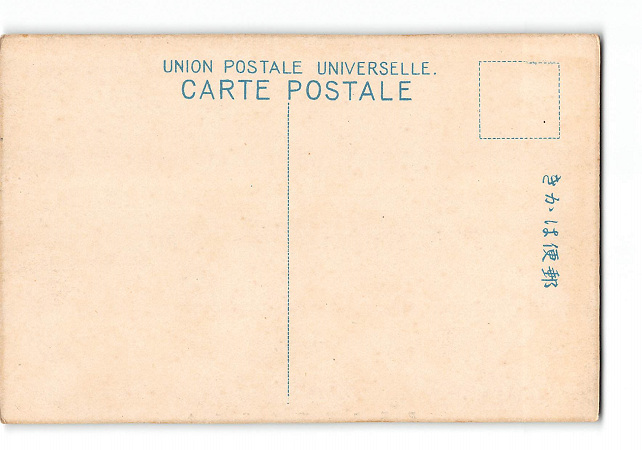 UNION POSTALE UNIVERSELLE.
CARTE POSTALE
きかは便郵